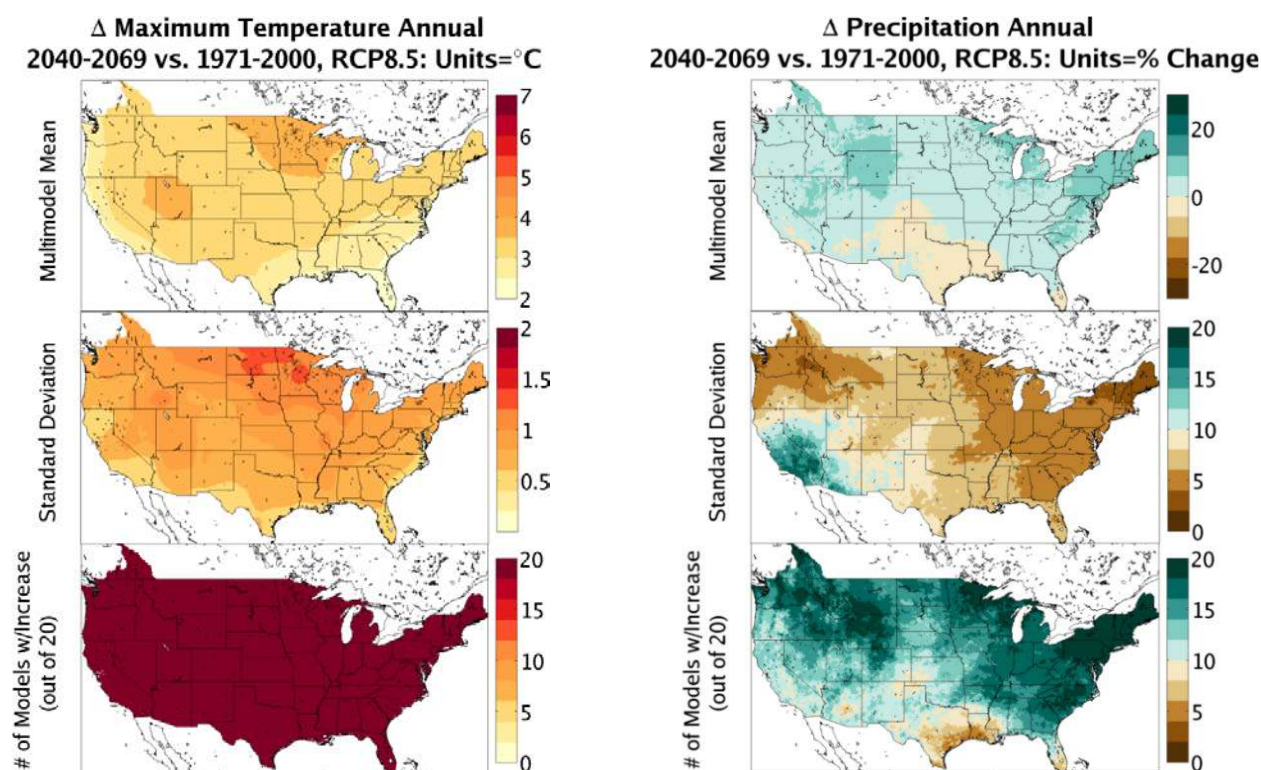 Δ Maximum Temperature Annual
2040-2069 vs. 1971-2000, RCP8.5: Units=°C
Multimodel Mean
7
6
5
4
3
2
Standard Deviation
2
1.5
1
0.5
# of Models w/Increase
(out of 20)
20
15
10
5
0
Δ Precipitation Annual
2040-2069 vs. 1971-2000, RCP8.5: Units=% Change
Multimodel Mean
20
0
-20
Standard Deviation
20
15
10
5
0
# of Models w/Increase
(out of 20)
20
15
10
5
0